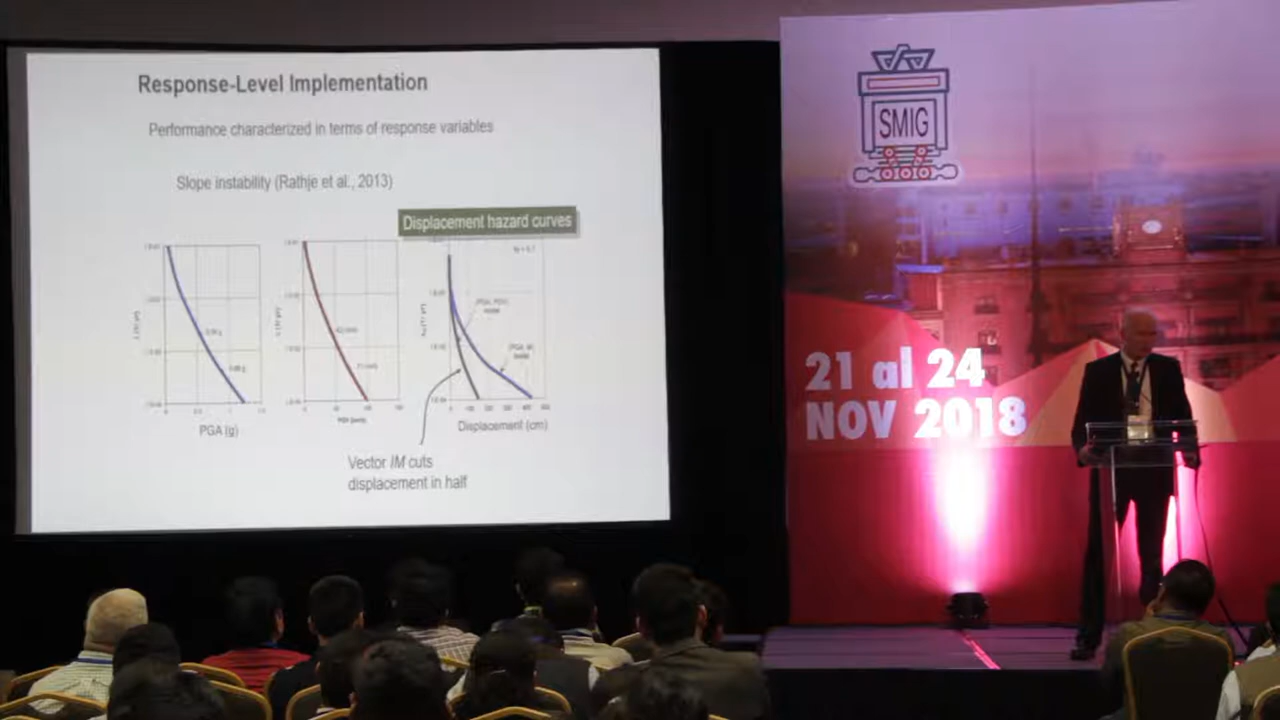 Response-Level Implementation
Performance characterized in terms of response variables
Slope instability (Rathje et al., 2013)
Displacement hazard curves
PGA (g)
Displacement (cm)
Vector IM cuts
displacement in half
SMIG
21 al 24
NOV 2018